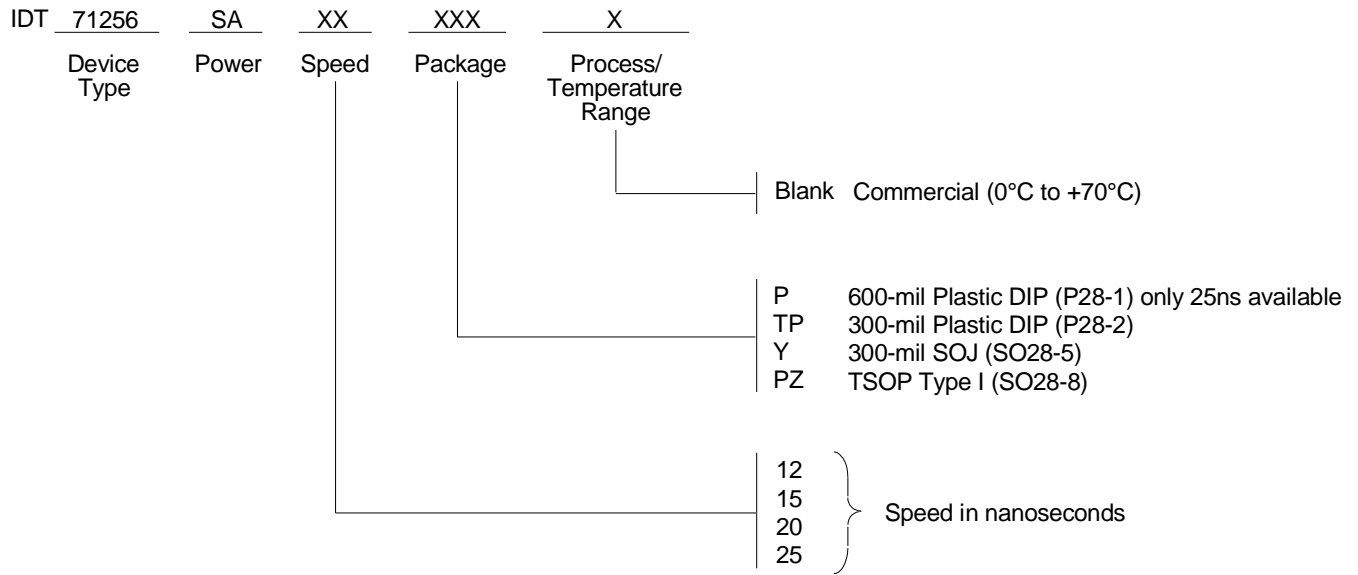 IDT 71256 SA XX XXX X
Device Type Power Speed Package Process/ Temperature Range
Blank Commercial (0°C to +70°C)
P 600-mil Plastic DIP (P28-1) only 25ns available
TP 300-mil Plastic DIP (P28-2)
Y 300-mil SOJ (SO28-5)
PZ TSOP Type I (SO28-8)
12
15
20
25
Speed in nanoseconds